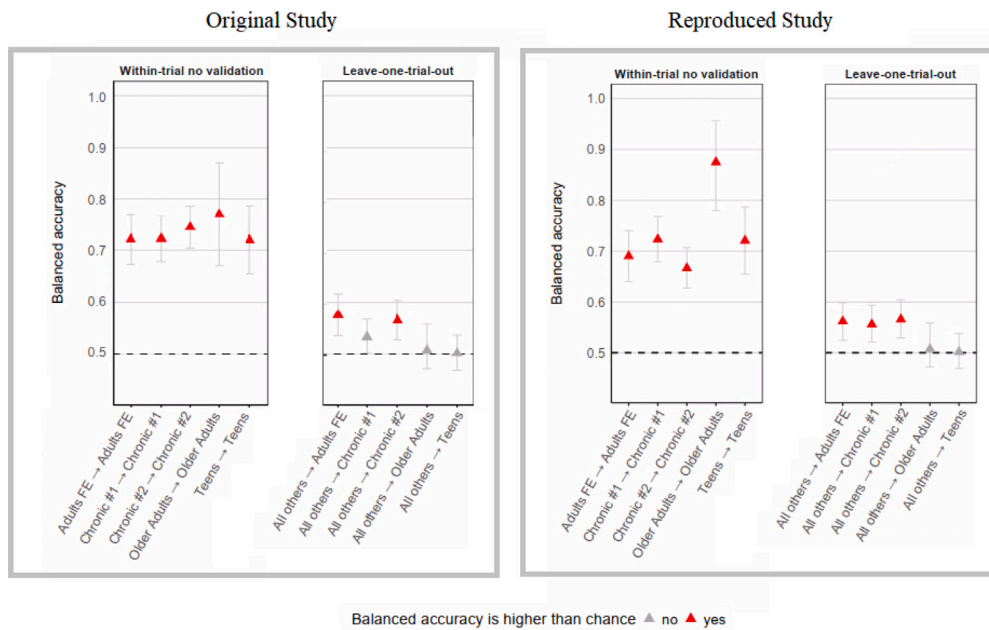 Original Study
Reproduced Study
Within-trial no validation
Leave-one-trial-out
Balanced accuracy
1.0
0.9
0.8
0.7
0.6
0.5
Adults FE → Adults FE
Chronic #1 → Chronic #1
Chronic #2 → Chronic #2
Older Adults → Older Adults
Teens → Teens
All others → Adults FE
All others → Chronic #1
All others → Chronic #2
All others → Older Adults
All others → Teens
Within-trial no validation
Leave-one-trial-out
Balanced accuracy
1.0
0.9
0.8
0.7
0.6
0.5
Adults FE → Adults FE
Chronic #1 → Chronic #1
Chronic #2 → Chronic #2
Older Adults → Older Adults
Teens → Teens
All others → Adults FE
All others → Chronic #1
All others → Chronic #2
All others → Older Adults
All others → Teens
Balanced accuracy is higher than chance no yes